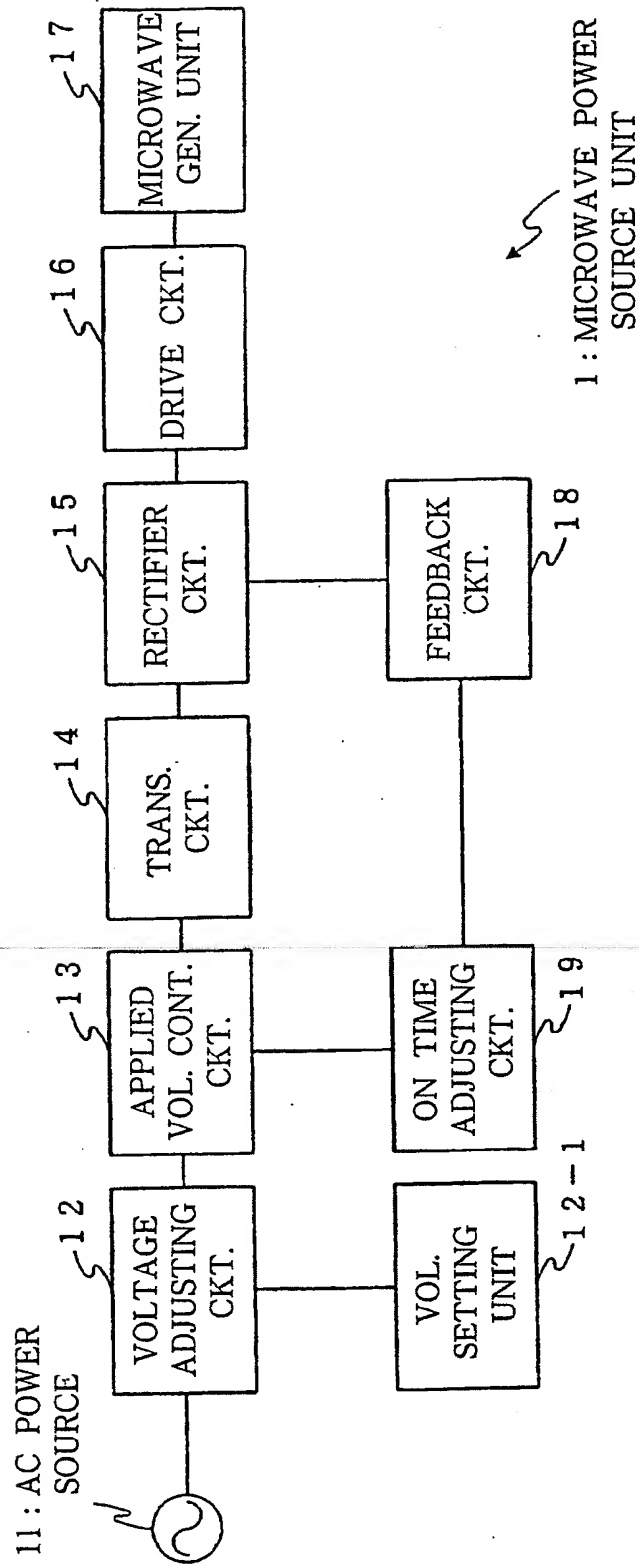 11: AC POWER
SOURCE
12
VOLTAGE
ADJUSTING
CKT.
13
APPLIED
VOL. CONT.
CKT.
14
TRANS.
CKT.
15
RECTIFIER
CKT.
16
DRIVE CKT.
17
MICROWAVE
GEN. UNIT
VOL.
SETTING
UNIT
12-1
ON TIME
ADJUSTING
CKT.
19
FEEDBACK
CKT.
18
1: MICROWAVE POWER
SOURCE UNIT